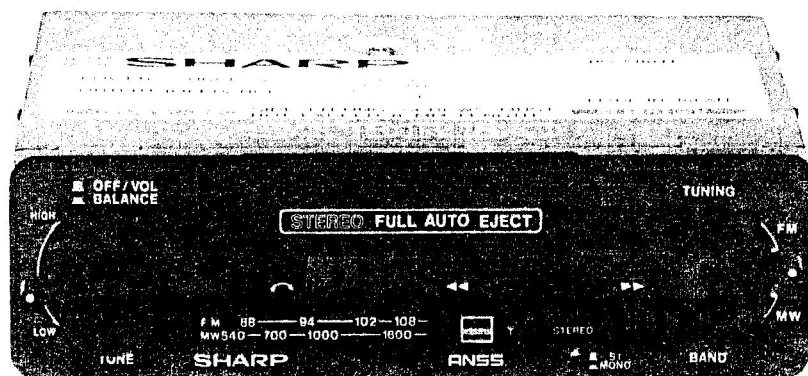 SHARP
OFF/VOL
BALANCE
TUNING
HIGH
STEREO FULL AUTO EJECT
FM
FM 88 94 102 108
MW 540 700 1000 1600
STEREO
MW
LOW
ST
MONO
TONE
SHARP
ANSS
BAND